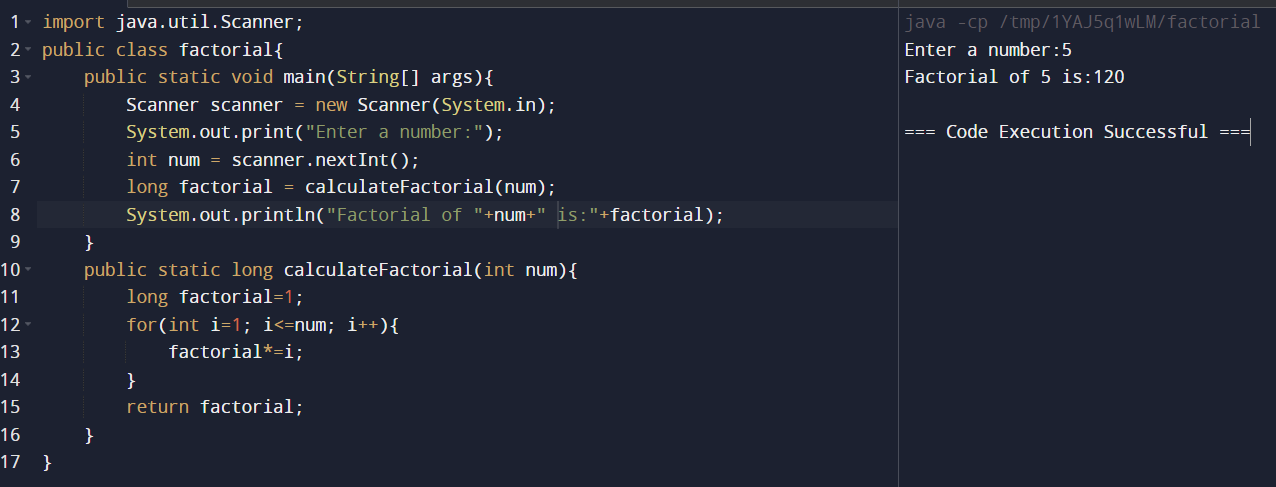 1 import java.util.Scanner;
2 public class factorial{
3     public static void main(String[] args){
4         Scanner scanner = new Scanner(System.in);
5         System.out.print("Enter a number:");
6         int num = scanner.nextInt();
7         long factorial = calculateFactorial(num);
8         System.out.println("Factorial of "+num+" is:"+factorial);
9     }
10     public static long calculateFactorial(int num){
11         long factorial=1;
12         for(int i=1; i<=num; i++){
13             factorial*=i;
14         }
15         return factorial;
16     }
17 }
java -cp /tmp/1YAJ5q1wLM/factorial
Enter a number:5
Factorial of 5 is:120
=== Code Execution Successful ===